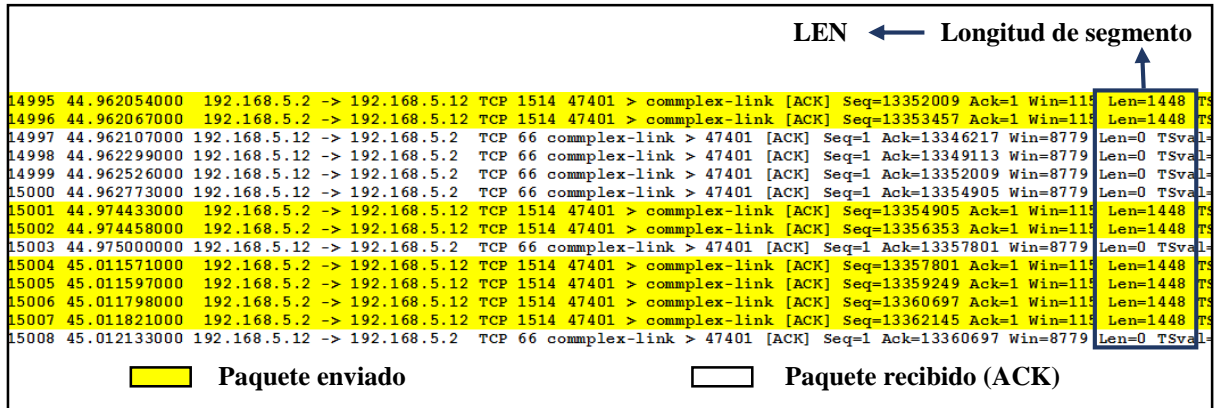 LEN Longitud de segmento
14995 44.962054000 192.168.5.2 -> 192.168.5.12 TCP 1514 47401 > commplex-link [ACK] Seq=13352009 Ack=1 Win=115 Len=1448 TS
14996 44.962067000 192.168.5.2 -> 192.168.5.12 TCP 1514 47401 > commplex-link [ACK] Seq=13353457 Ack=1 Win=115 Len=1448 TS
14997 44.962107000 192.168.5.12 -> 192.168.5.2 TCP 66 commplex-link > 47401 [ACK] Seq=1 Ack=13346217 Win=8779 Len=0 TSval=
14998 44.962299000 192.168.5.12 -> 192.168.5.2 TCP 66 commplex-link > 47401 [ACK] Seq=1 Ack=13349113 Win=8779 Len=0 TSval=
14999 44.962526000 192.168.5.12 -> 192.168.5.2 TCP 66 commplex-link > 47401 [ACK] Seq=1 Ack=13352009 Win=8779 Len=0 TSval=
15000 44.962773000 192.168.5.12 -> 192.168.5.2 TCP 66 commplex-link > 47401 [ACK] Seq=1 Ack=13354905 Win=8779 Len=0 TSval=
15001 44.974433000 192.168.5.2 -> 192.168.5.12 TCP 1514 47401 > commplex-link [ACK] Seq=13354905 Ack=1 Win=115 Len=1448 TS
15002 44.974458000 192.168.5.2 -> 192.168.5.12 TCP 1514 47401 > commplex-link [ACK] Seq=13356353 Ack=1 Win=115 Len=1448 TS
15003 44.975000000 192.168.5.12 -> 192.168.5.2 TCP 66 commplex-link > 47401 [ACK] Seq=1 Ack=13357801 Win=8779 Len=0 TSval=
15004 45.011571000 192.168.5.2 -> 192.168.5.12 TCP 1514 47401 > commplex-link [ACK] Seq=13357801 Ack=1 Win=115 Len=1448 TS
15005 45.011597000 192.168.5.2 -> 192.168.5.12 TCP 1514 47401 > commplex-link [ACK] Seq=13359249 Ack=1 Win=115 Len=1448 TS
15006 45.011798000 192.168.5.2 -> 192.168.5.12 TCP 1514 47401 > commplex-link [ACK] Seq=13360697 Ack=1 Win=115 Len=1448 TS
15007 45.011821000 192.168.5.2 -> 192.168.5.12 TCP 1514 47401 > commplex-link [ACK] Seq=13362145 Ack=1 Win=115 Len=1448 TS
15008 45.012133000 192.168.5.12 -> 192.168.5.2 TCP 66 commplex-link > 47401 [ACK] Seq=1 Ack=13360697 Win=8779 Len=0 TSval=
Paquete enviado Paquete recibido (ACK)